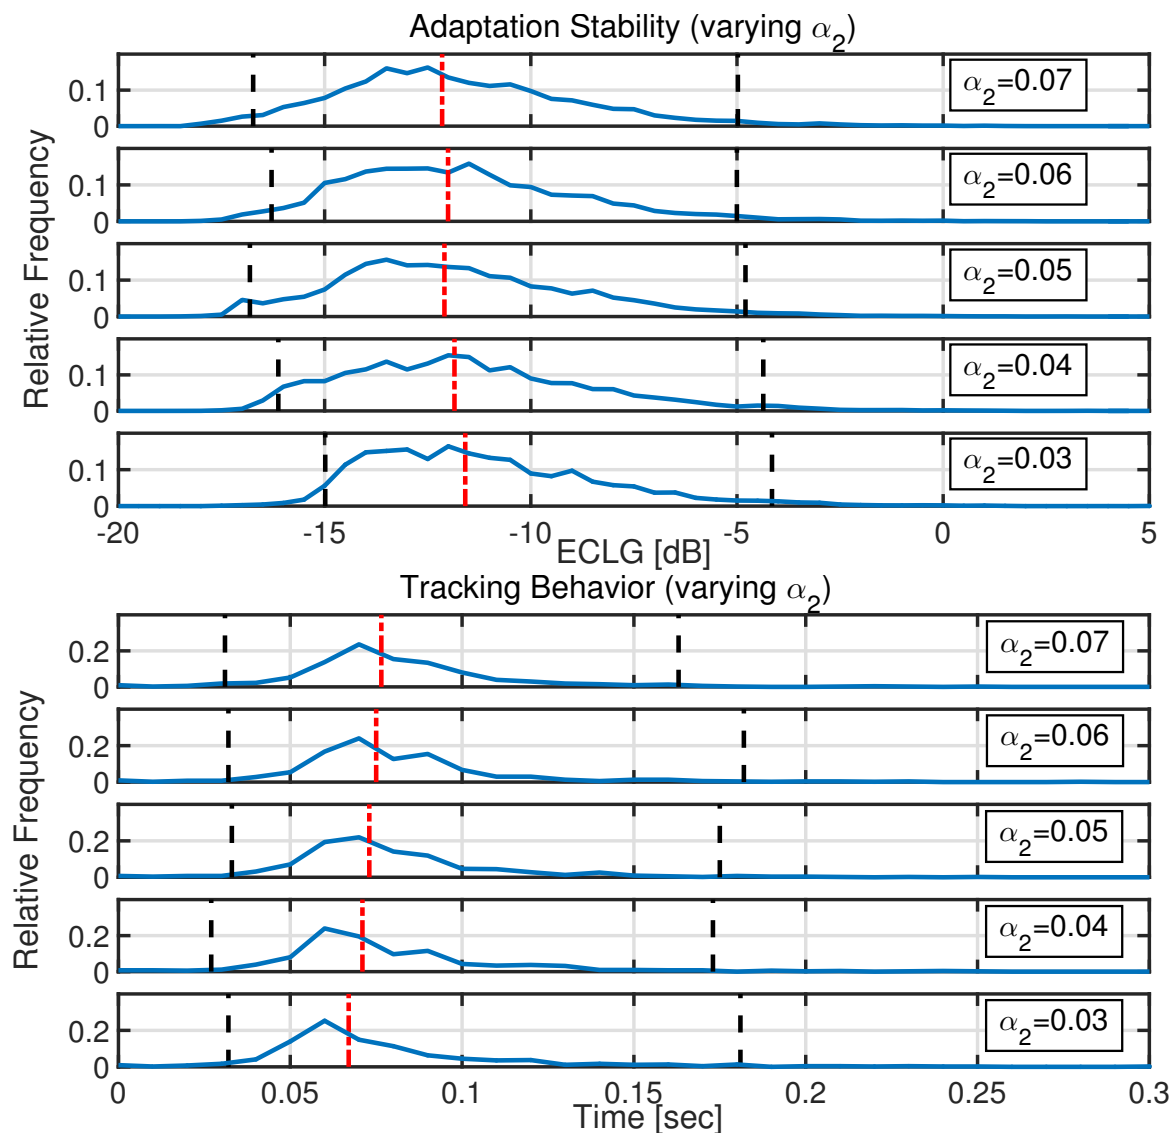 Adaptation Stability (varying α2)
0.1
0
α2=0.07
0.1
0
α2=0.06
0.1
0
α2=0.05
0.1
0
α2=0.04
0.1
0
α2=0.03
Relative Frequency
-20 -15 -10 -5 0 5
ECLG [dB]
Tracking Behavior (varying α2)
0.2
0
α2=0.07
0.2
0
α2=0.06
0.2
0
α2=0.05
0.2
0
α2=0.04
0.2
0
α2=0.03
Relative Frequency
0 0.05 0.1 0.15 0.2 0.25 0.3
Time [sec]